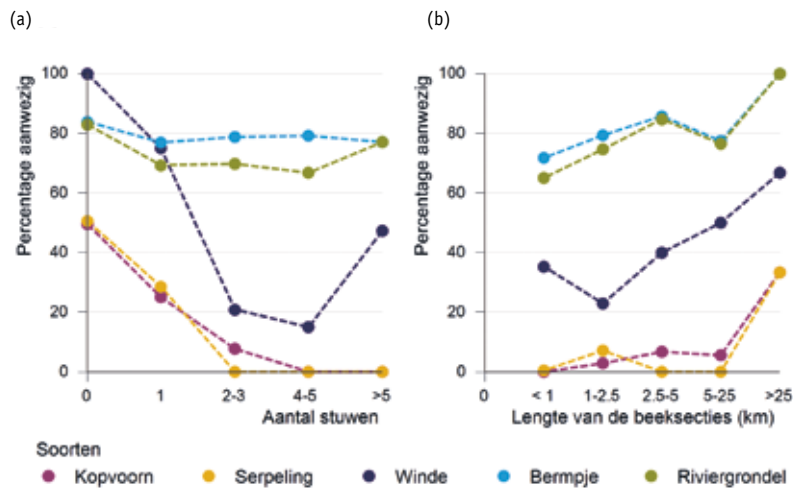 (a)
Percentage aanwezig
100
80
60
40
20
0
0 1 2-3 4-5 >5
Aantal stuwen
(b)
Percentage aanwezig
100
80
60
40
20
0
0 < 1 1-2.5 2.5-5 5-25 >25
Lengte van de beeksecties (km)
Soorten
Kopvoorn Serpeling Winde Bermpje Riviergrondel